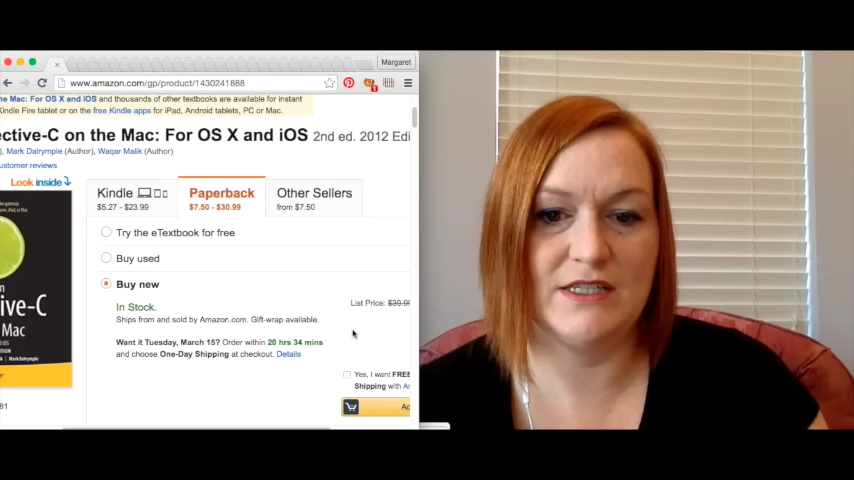 Margaret
www.amazon.com/gp/product/1430241888
he Mac: For OS X and iOS and thousands of other textbooks are available for instant
Kindle Fire tablet or on the free Kindle apps for iPad, Android tablets, PC or Mac.
ective-C on the Mac: For OS X and iOS 2nd ed. 2012 Edi
), Mark Dalrymple (Author), Waqar Malik (Author)
ustomer reviews
Look inside
Kindle
$5.27 - $23.99
Paperback
$7.50 - $30.99
Other Sellers
from $7.50
Try the eTextbook for free
Buy used
Buy new
In Stock.
List Price: $39.99
Ships from and sold by Amazon.com. Gift-wrap available.
Want it Tuesday, March 15? Order within 20 hrs 34 mins
and choose One-Day Shipping at checkout. Details
Yes, I want FREE
Shipping with A
Ad
n
ive-C
Mac
Mark Dalrymple
81